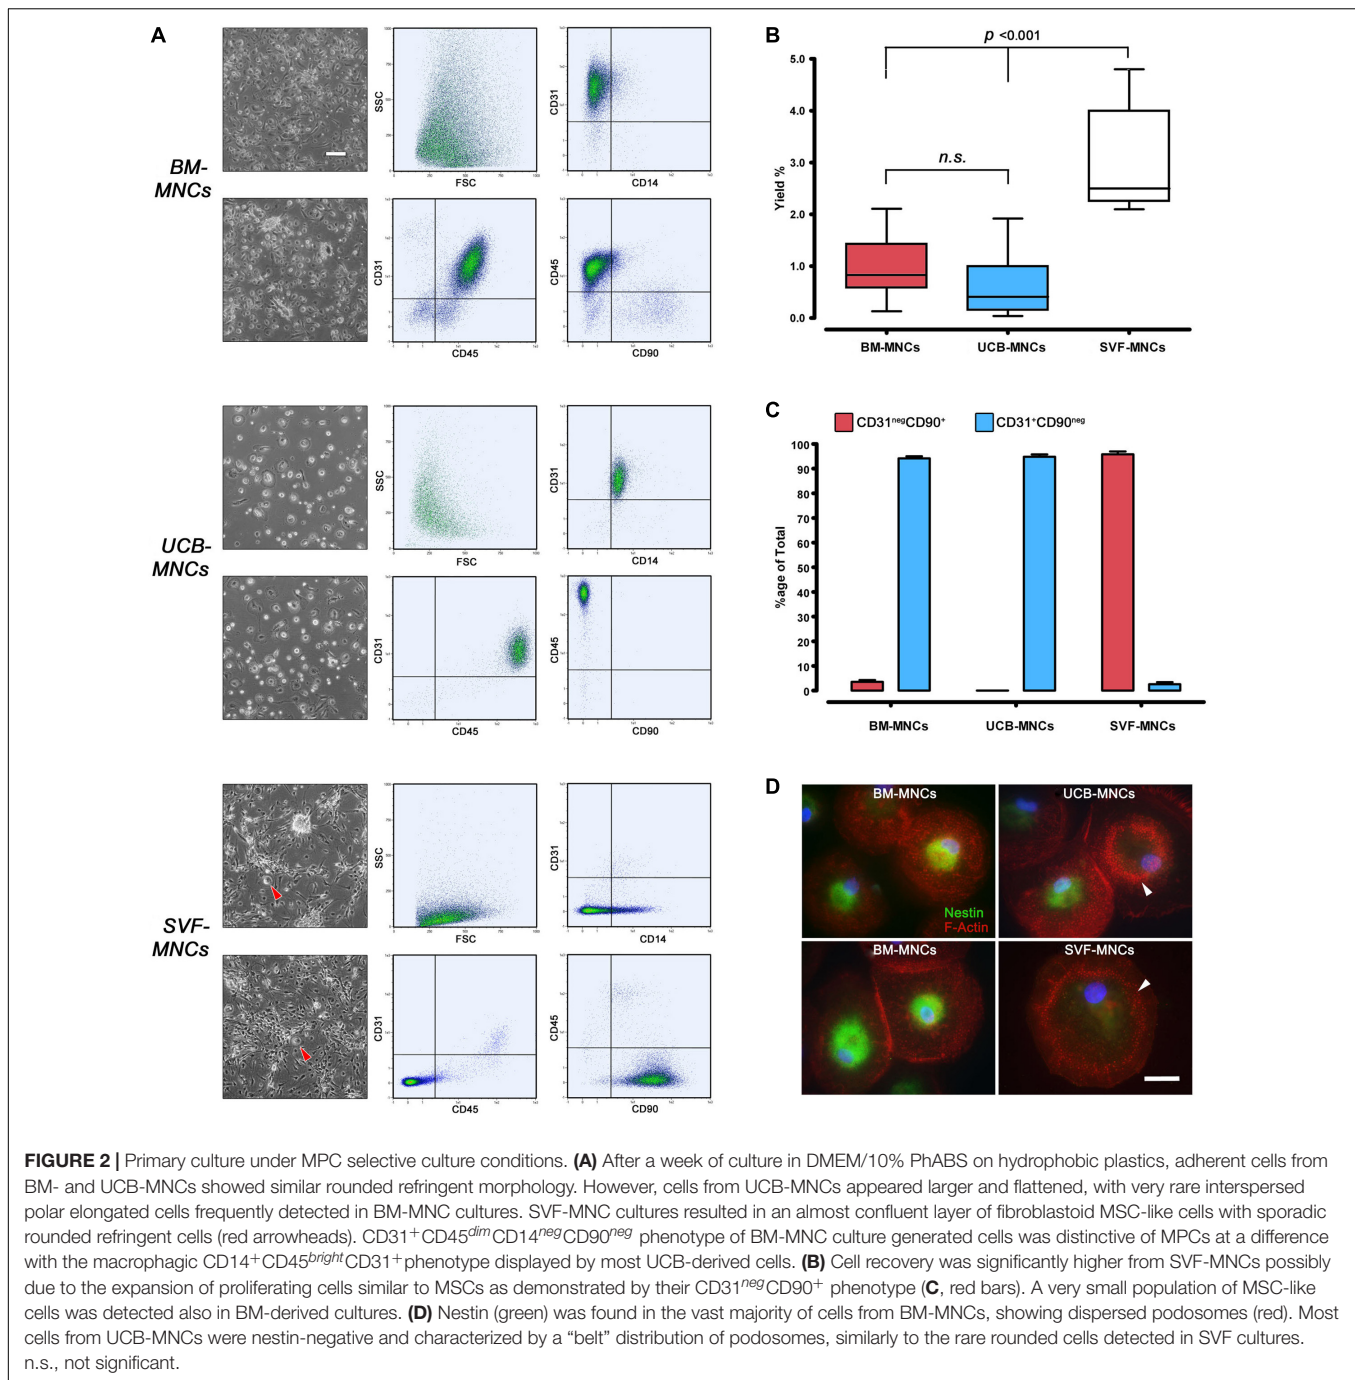 A
BM-
MNCs
SSC
FSC
CD31
CD14
CD31
CD45
CD45
CD90
UCB-
MNCs
SSC
FSC
CD31
CD14
CD31
CD45
CD45
CD90
SVF-
MNCs
SSC
FSC
CD31
CD14
CD31
CD45
CD45
CD90
B
p <0.001
n.s.
Yield %
5.0
4.0
3.0
2.0
1.0
0.0
BM-MNCs UCB-MNCs SVF-MNCs
C
CD31negCD90+ CD31+CD90neg
%age of Total
100
90
80
70
60
50
40
30
20
10
0
BM-MNCs UCB-MNCs SVF-MNCs
D
BM-MNCs UCB-MNCs
Nestin
F-Actin
BM-MNCs SVF-MNCs
FIGURE 2 | Primary culture under MPC selective culture conditions. (A) After a week of culture in DMEM/10% PhABS on hydrophobic plastics, adherent cells from
BM- and UCB-MNCs showed similar rounded refringent morphology. However, cells from UCB-MNCs appeared larger and flattened, with very rare interspersed
polar elongated cells frequently detected in BM-MNC cultures. SVF-MNC cultures resulted in an almost confluent layer of fibroblastoid MSC-like cells with sporadic
rounded refringent cells (red arrowheads). CD31+CD45dimCD14negCD90neg phenotype of BM-MNC culture generated cells was distinctive of MPCs at a difference
with the macrophagic CD14+CD45brightCD31+phenotype displayed by most UCB-derived cells. (B) Cell recovery was significantly higher from SVF-MNCs possibly
due to the expansion of proliferating cells similar to MSCs as demonstrated by their CD31negCD90+ phenotype (C, red bars). A very small population of MSC-like
cells was detected also in BM-derived cultures. (D) Nestin (green) was found in the vast majority of cells from BM-MNCs, showing dispersed podosomes (red). Most
cells from UCB-MNCs were nestin-negative and characterized by a “belt” distribution of podosomes, similarly to the rare rounded cells detected in SVF cultures.
n.s., not significant.